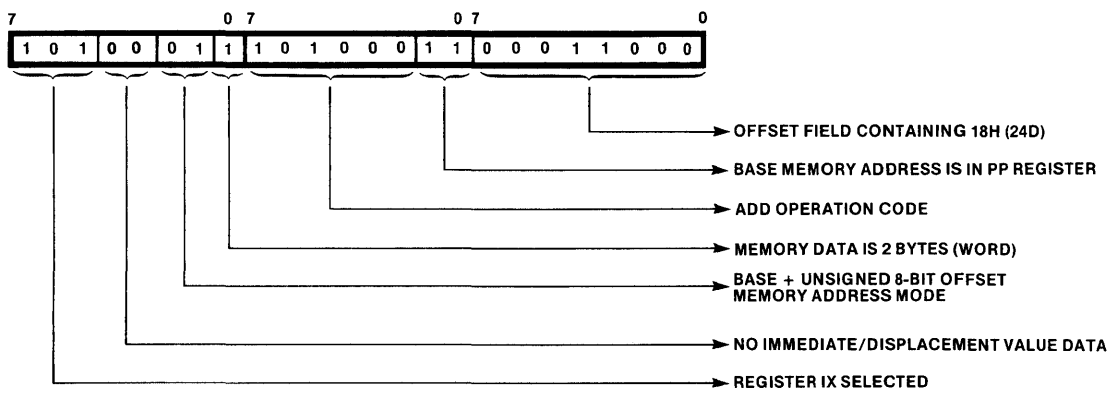 7 0 7 0 7 0
1 0 1 0 0 0 1 1 1 0 1 0 0 0 1 1 0 0 0 1 1 0 0 0
OFFSET FIELD CONTAINING 18H (24D)
BASE MEMORY ADDRESS IS IN PP REGISTER
ADD OPERATION CODE
MEMORY DATA IS 2 BYTES (WORD)
BASE + UNSIGNED 8-BIT OFFSET
MEMORY ADDRESS MODE
NO IMMEDIATE/DISPLACEMENT VALUE DATA
REGISTER IX SELECTED